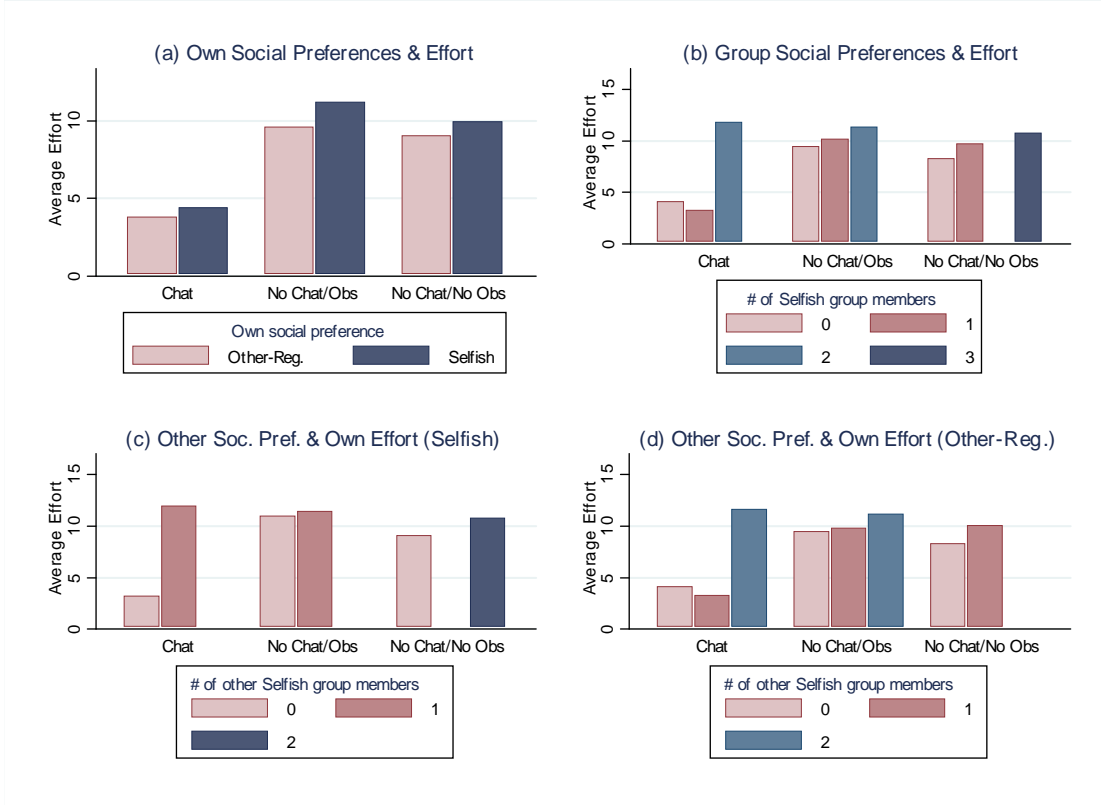 (a) Own Social Preferences & Effort
Average Effort
10
5
0
Chat
No Chat/Obs
No Chat/No Obs
Own social preference
Other-Reg.
Selfish
(b) Group Social Preferences & Effort
Average Effort
15
10
5
0
Chat
No Chat/Obs
No Chat/No Obs
# of Selfish group members
0
1
2
3
(c) Other Soc. Pref. & Own Effort (Selfish)
Average Effort
15
10
5
0
Chat
No Chat/Obs
No Chat/No Obs
# of other Selfish group members
0
1
2
(d) Other Soc. Pref. & Own Effort (Other-Reg.)
Average Effort
15
10
5
0
Chat
No Chat/Obs
No Chat/No Obs
# of other Selfish group members
0
1
2